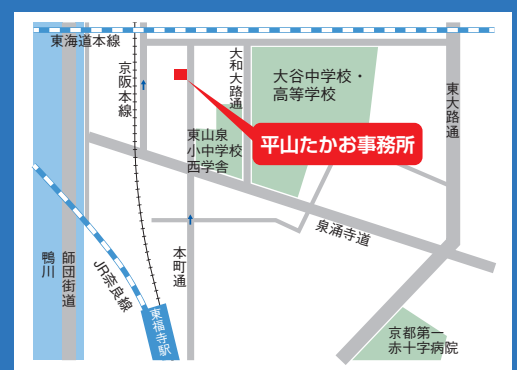 東海道本線
京阪本線
大和大路通
大谷中学校・
高等学校
東大路通
東山泉
小中学校
西学舎
平山たかお事務所
泉涌寺道
本町通
鴨川
師団街道
JR奈良線
東福寺駅
京都第一
赤十字病院